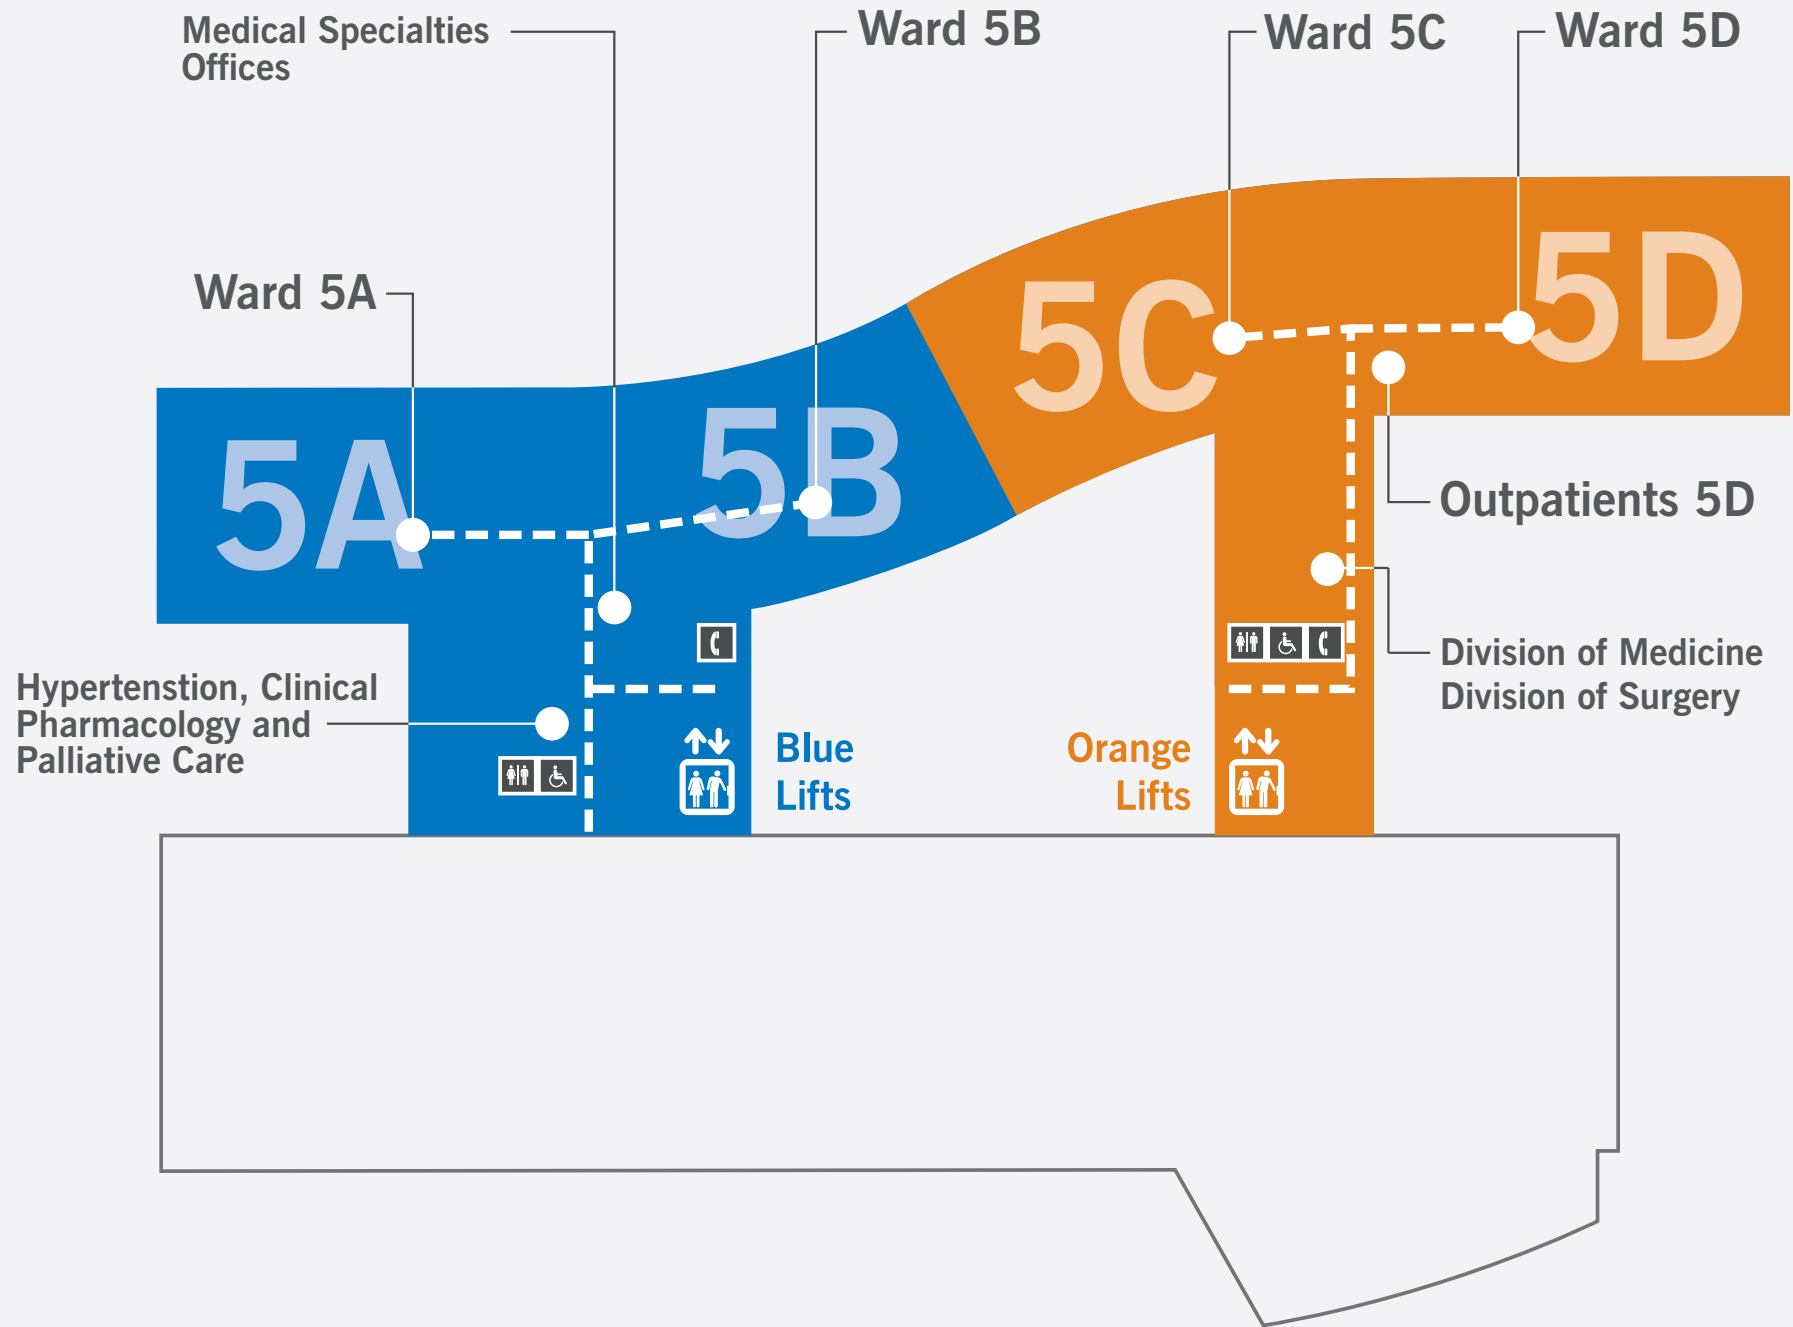 Medical Specialties
Offices
Ward 5B
Ward 5C
Ward 5D
Ward 5A
5A
5B
5C
5D
Outpatients 5D
Hypertenstion, Clinical
Pharmacology and
Palliative Care
Division of Medicine
Division of Surgery
Blue
Lifts
Orange
Lifts